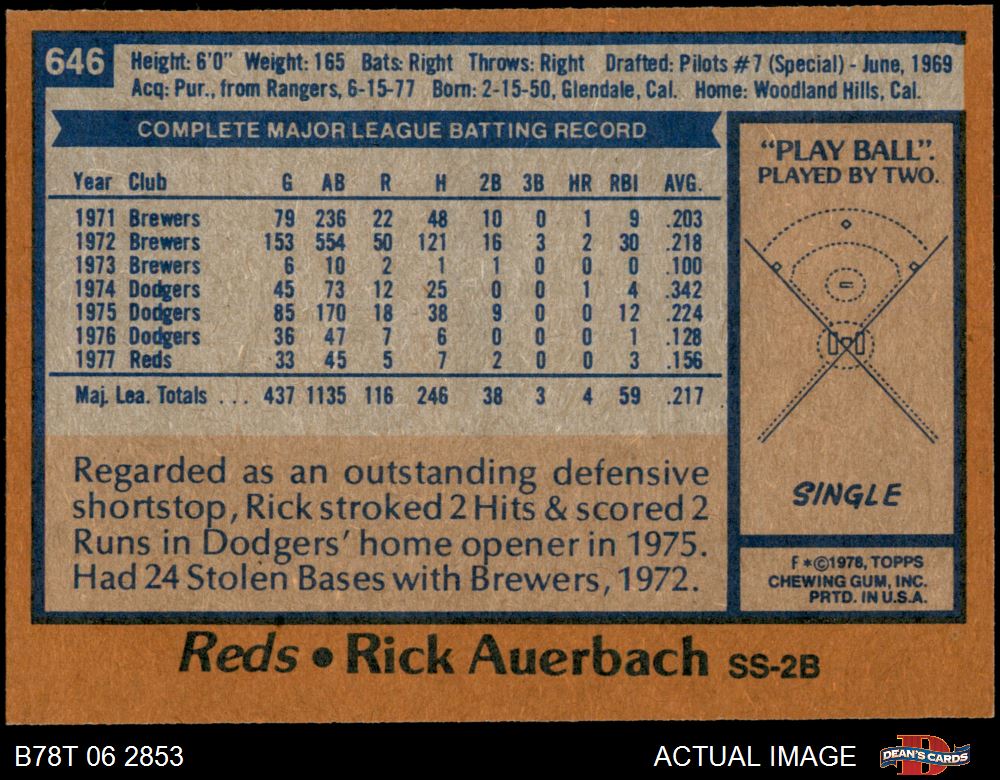 646
Height: 6'0" Weight: 165 Bats: Right Throws: Right Drafted: Pilots #7 (Special) - June, 1969
Acq: Pur., from Rangers, 6-15-77 Born: 2-15-50, Glendale, Cal. Home: Woodland Hills, Cal.
COMPLETE MAJOR LEAGUE BATTING RECORD
Year Club G AB R H 2B 3B HR RBI AVG.
1971 Brewers 79 236 22 48 10 0 1 9 .203
1972 Brewers 153 554 50 121 16 3 2 30 .218
1973 Brewers 6 10 2 1 1 0 0 0 .100
1974 Dodgers 45 73 12 25 0 0 1 4 .342
1975 Dodgers 85 170 18 38 9 0 0 12 .224
1976 Dodgers 36 47 7 6 0 0 0 1 .128
1977 Reds 33 45 5 7 2 0 0 3 .156
Maj. Lea. Totals . . . 437 1135 116 246 38 3 4 59 .217
Regarded as an outstanding defensive
shortstop, Rick stroked 2 Hits & scored 2
Runs in Dodgers' home opener in 1975.
Had 24 Stolen Bases with Brewers, 1972.
"PLAY BALL".
PLAYED BY TWO.
SINGLE
F *©1978, TOPPS
CHEWING GUM, INC.
PRTD. IN U.S.A.
Reds • Rick Auerbach SS-2B
B78T 06 2853
ACTUAL IMAGE
DEAN'S CARDS